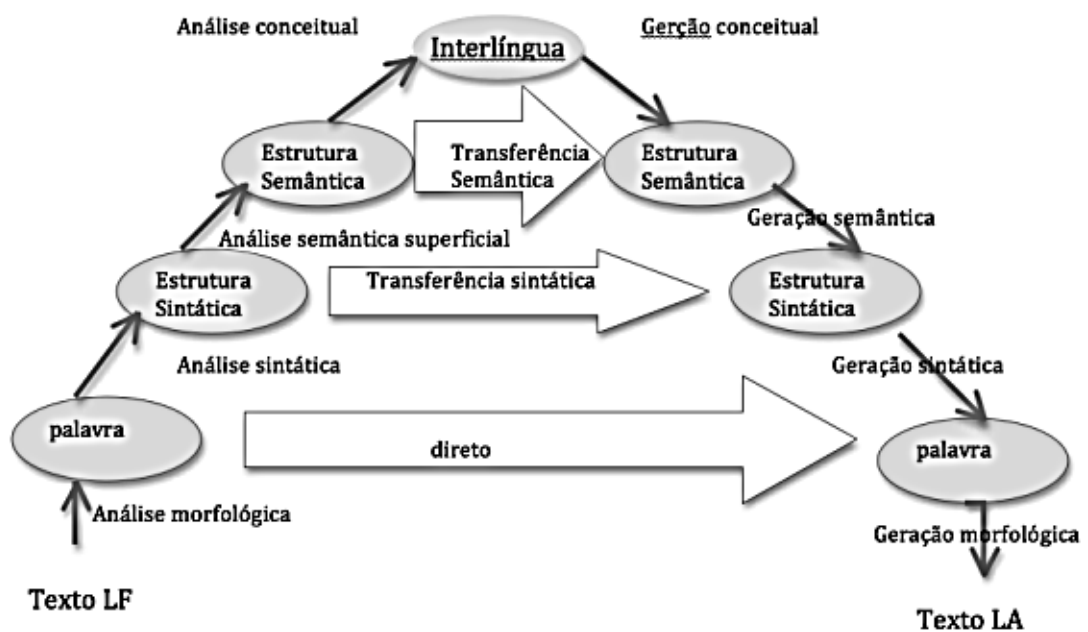 Análise conceitual
Interlíngua
Gerção conceitual
Estrutura
Semântica
Transferência
Semântica
Estrutura
Semântica
Geração semântica
Análise semântica superficial
Estrutura
Sintática
Transferência sintática
Estrutura
Sintática
Análise sintática
Geração sintática
palavra
direto
palavra
Análise morfológica
Geração morfológica
Texto LF
Texto LA